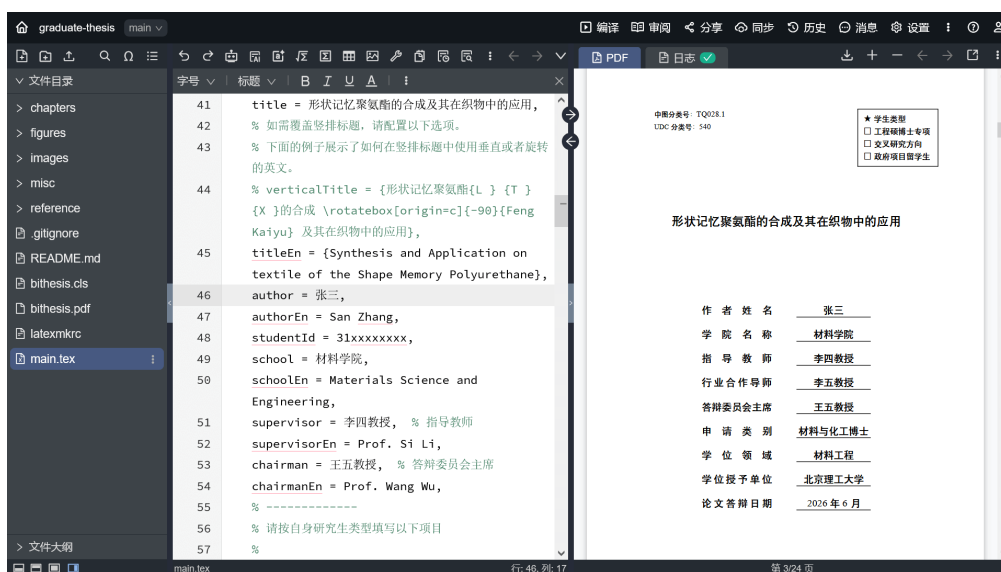 graduate-thesis main
编译 审阅 分享 同步 历史 消息 设置
PDF 日志
文件目录
chapters
figures
images
misc
reference
.gitignore
README.md
bithesis.cls
bithesis.pdf
latexmkrc
main.tex
文件大纲
字号 标题 B I U A
41 title = 形状记忆聚氨酯的合成及其在织物中的应用,
42 % 如需覆盖竖排标题，请配置以下选项。
43 % 下面的例子展示了如何在竖排标题中使用垂直或者旋转
的英文。
44 % verticalTitle = {形状记忆聚氨酯{L } {T }
{X }的合成 \rotatebox[origin=c]{-90}{Feng
Kaiyu} 及其在织物中的应用},
45 titleEn = {Synthesis and Application on
textile of the Shape Memory Polyurethane},
46 author = 张三,
47 authorEn = San Zhang,
48 studentId = 31xxxxxxxx,
49 school = 材料学院,
50 schoolEn = Materials Science and
Engineering,
51 supervisor = 李四教授, % 指导教师
52 supervisorEn = Prof. Si Li,
53 chairman = 王五教授, % 答辩委员会主席
54 chairmanEn = Prof. Wang Wu,
55 % -------------
56 % 请按自身研究生类型填写以下项目
57 %
中图分类号: TQ028.1
UDC 分类号: 540
★ 学生类型
□ 工程硕博士专项
□ 交叉研究方向
□ 政府项目留学生
形状记忆聚氨酯的合成及其在织物中的应用
作者姓名 张三
学院名称 材料学院
指导教师 李四教授
行业合作导师 李五教授
答辩委员会主席 王五教授
申请类别 材料与化工博士
学位领域 材料工程
学位授予单位 北京理工大学
论文答辩日期 2026 年 6 月
main.tex 行: 46, 列: 17 第 3/24 页